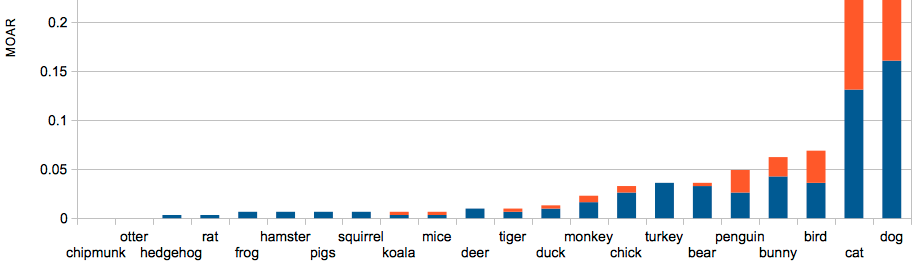 MOAR
0.2
0.15
0.1
0.05
0
otter rat hamster squirrel mice tiger monkey turkey penguin bird dog
chipmunk hedgehog frog pigs koala deer duck chick bear bunny cat